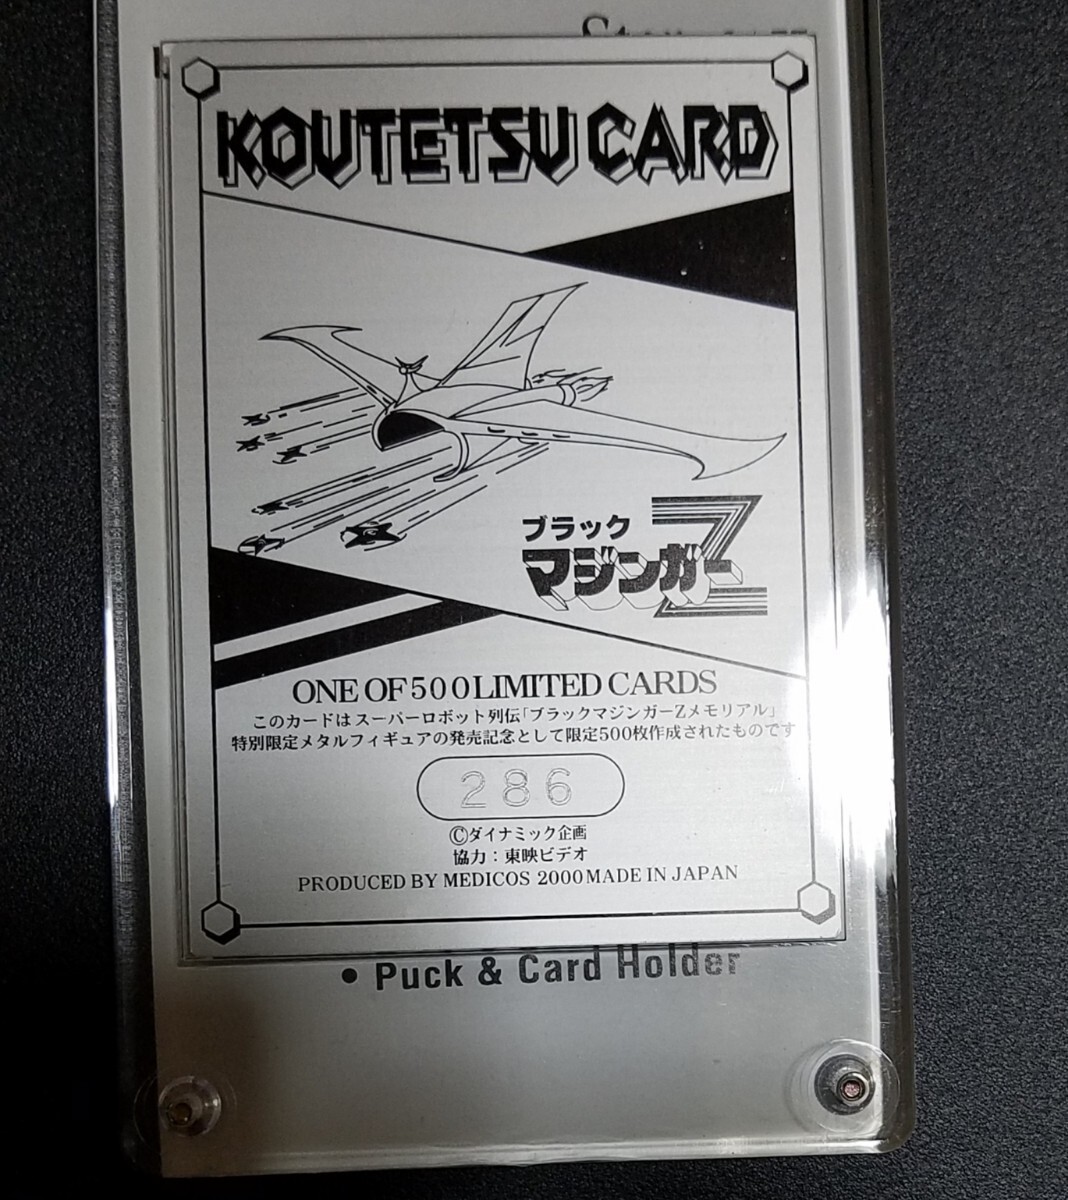 KOUTETSU CARD
ブラック
マジンガーZ
ONE OF 500 LIMITED CARDS
このカードはスーパーロボット列伝「ブラックマジンガーZメモリアル」
特別限定メタルフィギュアの発売記念として限定500枚作成されたものです
286
©ダイナミック企画
協力：東映ビデオ
PRODUCED BY MEDICOS 2000 MADE IN JAPAN
• Puck & Card Holder